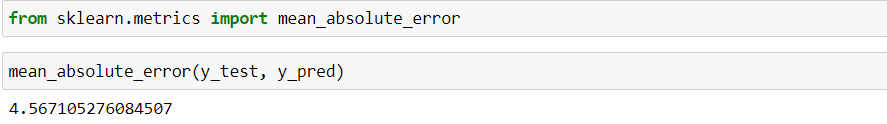 from sklearn.metrics import mean_absolute_error
mean_absolute_error(y_test, y_pred)
4.567105276084507